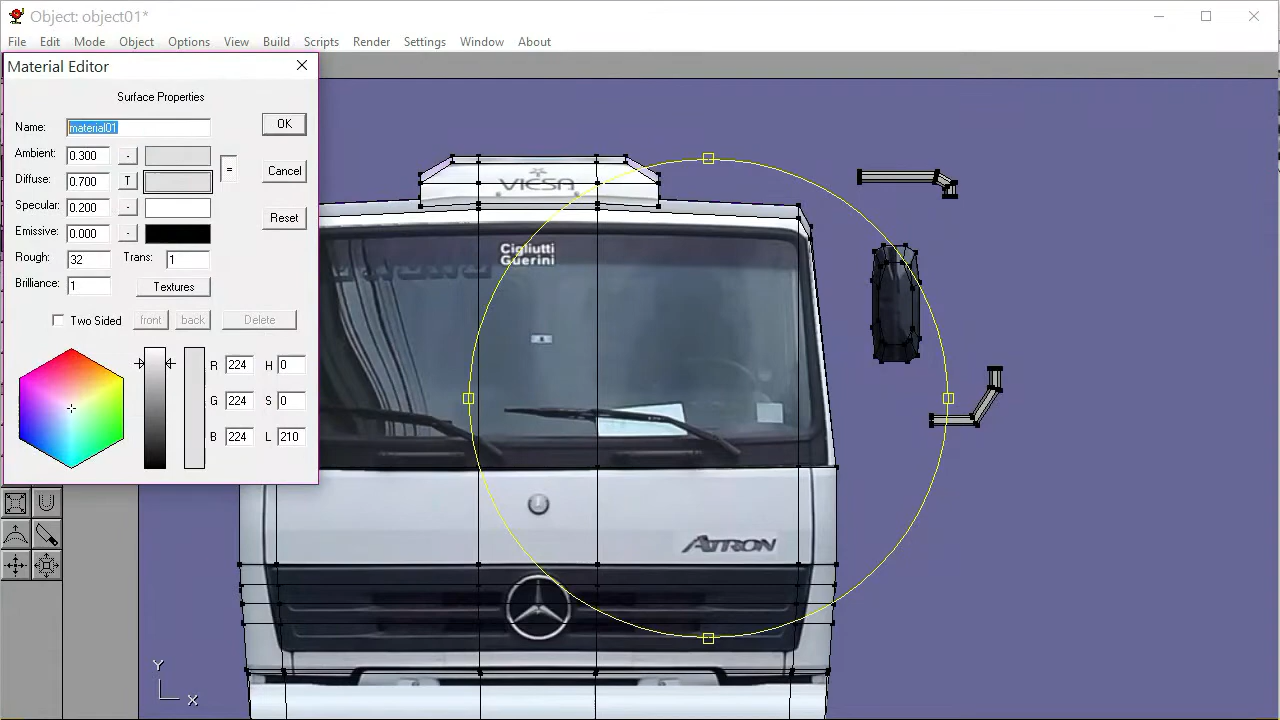 Object: object01*
File Edit Mode Object Options View Build Scripts Render Settings Window About
Material Editor
Surface Properties
Name: material01 OK
Ambient: 0.300 - =
Diffuse: 0.700 T Cancel
Specular: 0.200 - Reset
Emissive: 0.000 -
Rough: 32 Trans: 1
Brilliance: 1 Textures
Two Sided front back Delete
R 224 H 0
G 224 S 0
B 224 L 210
VIESA
Cigliutti
Guerini
ATRON
Y
X